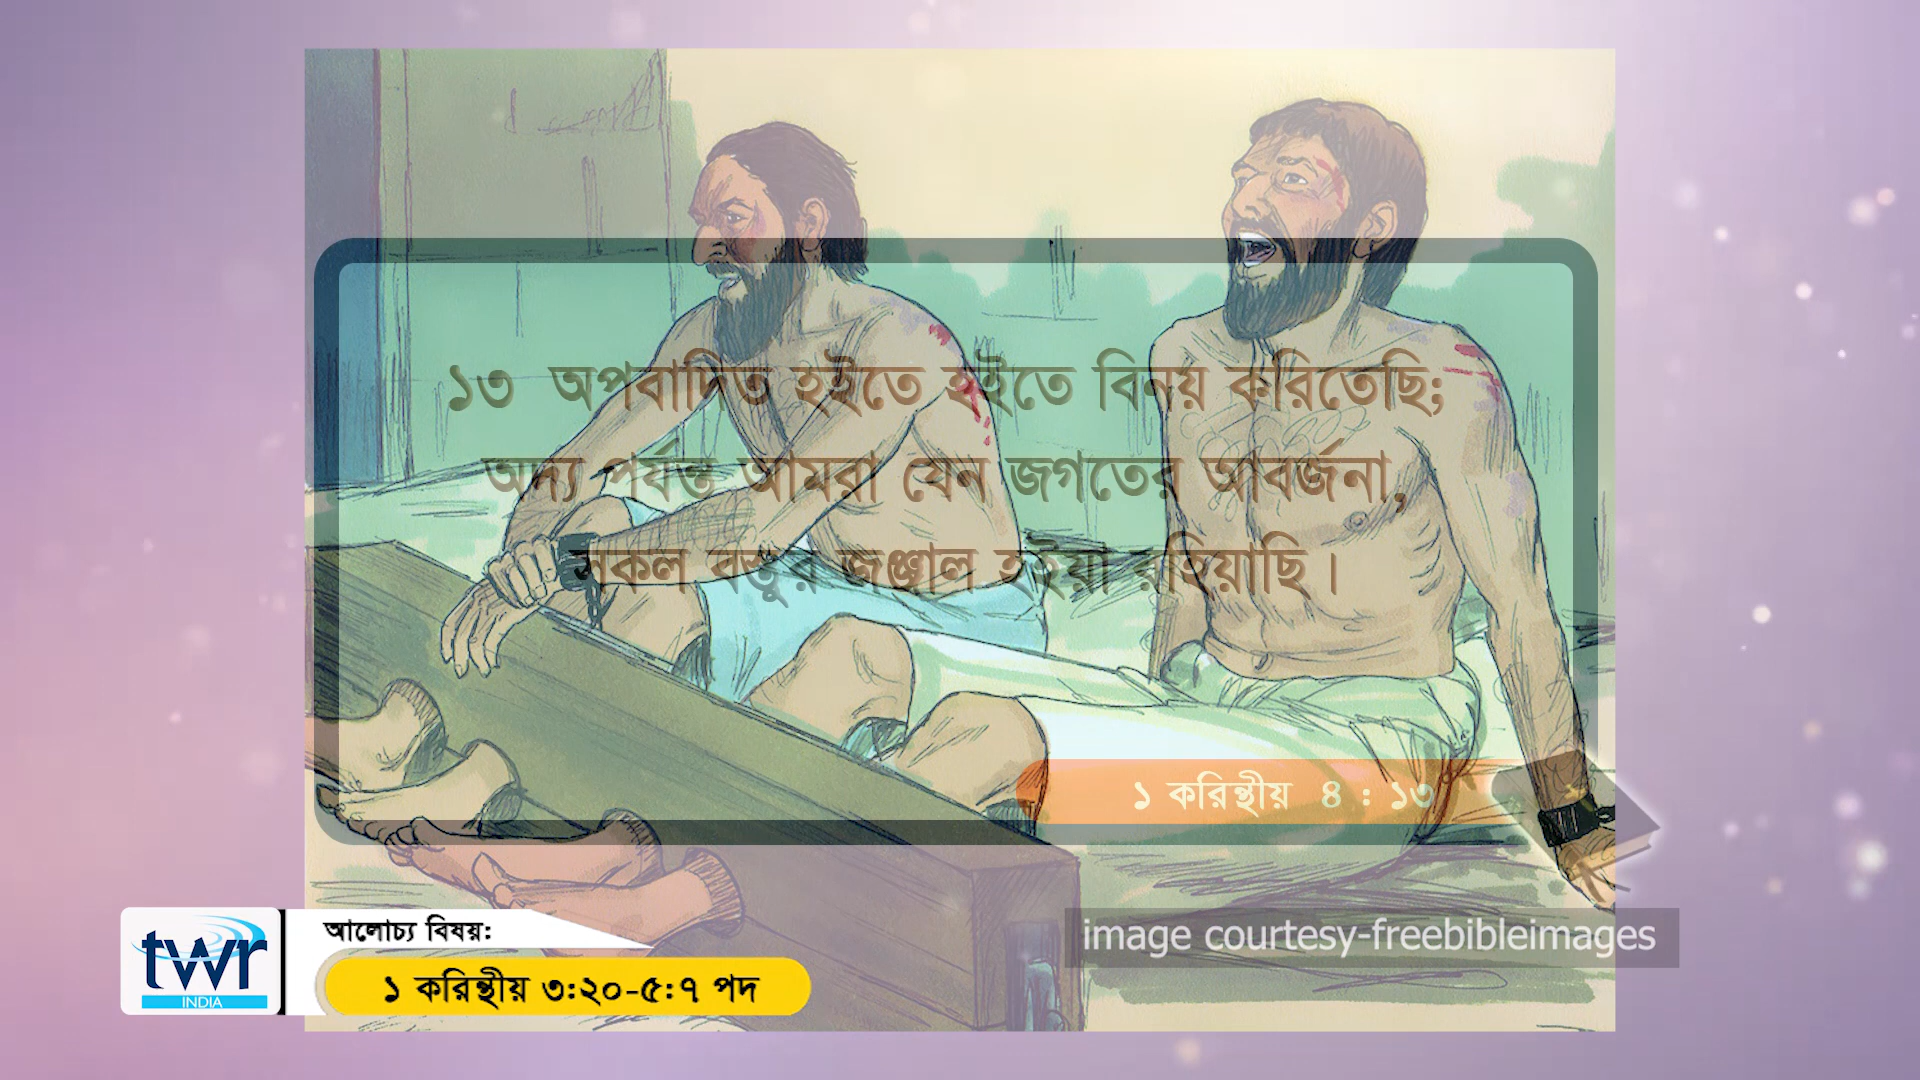 ১৩ অপবাদিত হইতে হইতে বিনয় করিতেছি;
অদ্য পর্যন্ত আমরা যেন জগতের আবর্জনা,
সকল বস্তুর জঞ্জাল হইয়া রহিয়াছি।
১ করিন্থীয় ৪ : ১৩
image courtesy-freebibleimages
twr
INDIA
আলোচ্য বিষয়:
১ করিন্থীয় ৩:২০-৫:৭ পদ